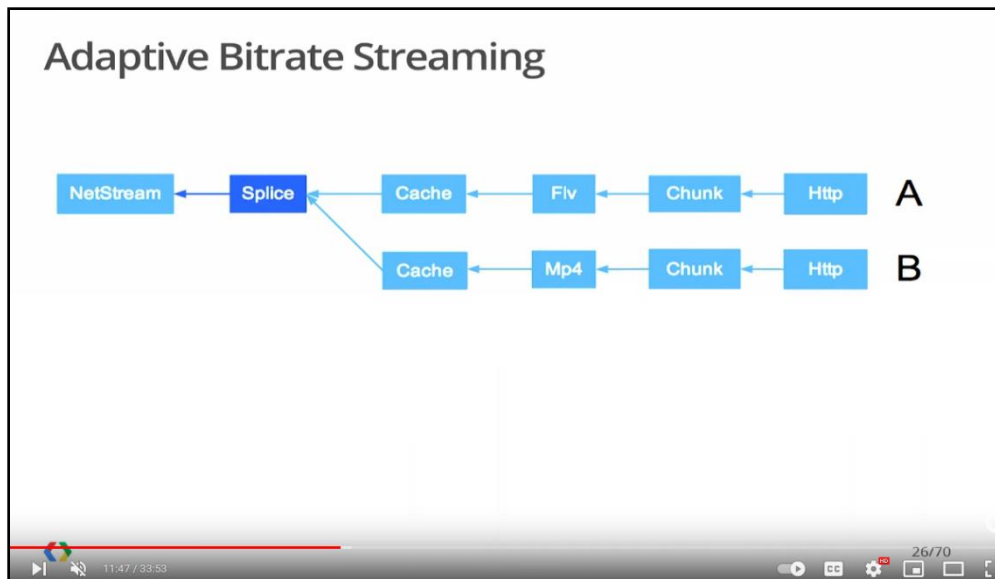 Adaptive Bitrate Streaming
NetStream Splice Cache Flv Chunk Http A
Cache Mp4 Chunk Http B
26/70
11:47 / 33:53 CC HD